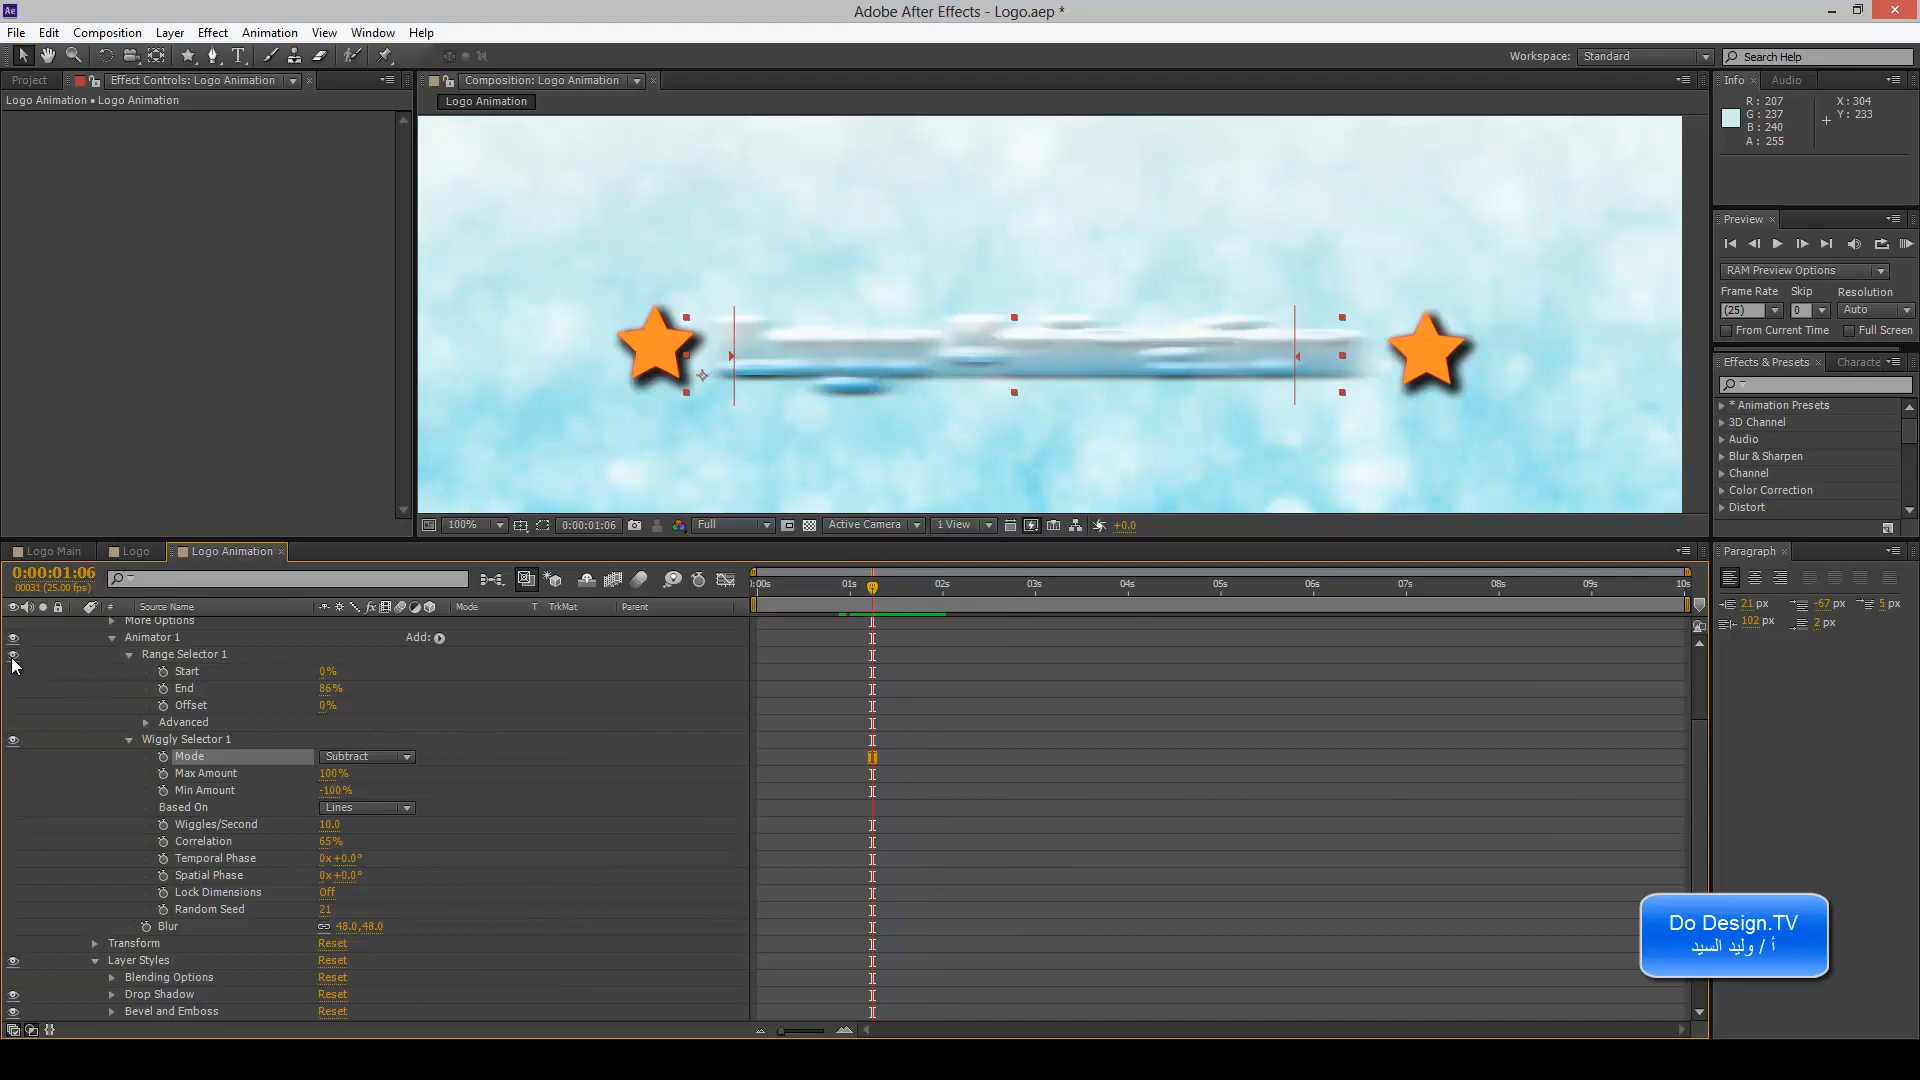 Adobe After Effects - Logo.aep *
File Edit Composition Layer Effect Animation View Window Help
Workspace: Standard Search Help
Project Effect Controls: Logo Animation Composition: Logo Animation Info Audio
Logo Animation • Logo Animation
Logo Animation
R: 207 X: 304
G: 237 Y: 233
B: 240
A: 255
Preview
RAM Preview Options
Frame Rate Skip Resolution
(25) 0 Auto
From Current Time Full Screen
Effects & Presets Characte
* Animation Presets
3D Channel
Audio
Blur & Sharpen
Channel
Color Correction
Distort
100% 0:00:01:06 Full Active Camera 1 View +0.0
Logo Main Logo Logo Animation Paragraph
0:00:01:06
00031 (25.00 fps)
:00s 01s 02s 03s 04s 05s 06s 07s 08s 09s 10s
# Source Name fx Mode T TrkMat Parent
21 px -67 px 5 px
102 px 2 px
More Options
Animator 1 Add:
Range Selector 1
Start 0%
End 86%
Offset 0%
Advanced
Wiggly Selector 1
Mode Subtract
Max Amount 100%
Min Amount -100%
Based On Lines
Wiggles/Second 10.0
Correlation 65%
Temporal Phase 0x+0.0°
Spatial Phase 0x+0.0°
Lock Dimensions Off
Random Seed 21
Blur 48.0,48.0
Transform Reset
Layer Styles Reset
Blending Options Reset
Drop Shadow Reset
Bevel and Emboss Reset
Do Design.TV
أ / وليد السيد